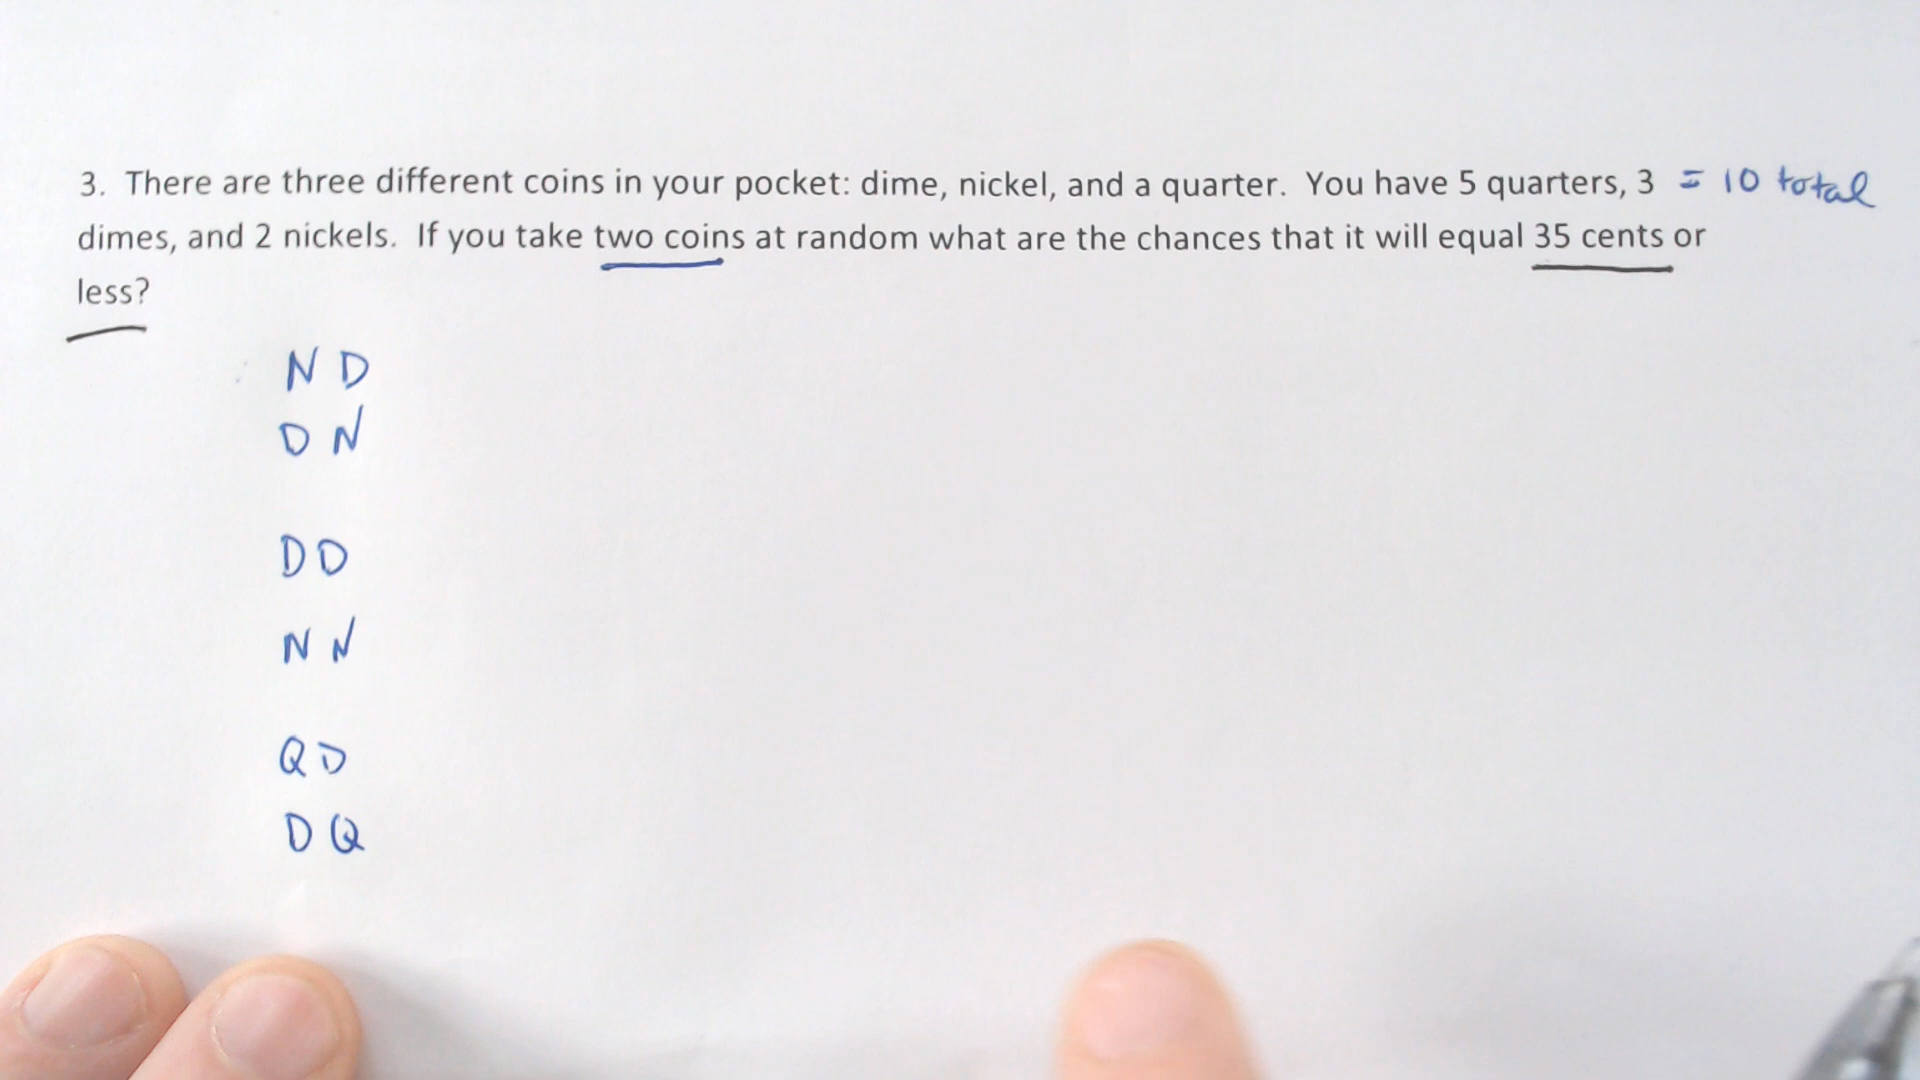 3. There are three different coins in your pocket: dime, nickel, and a quarter. You have 5 quarters, 3 = 10 total
dimes, and 2 nickels. If you take two coins at random what are the chances that it will equal 35 cents or
less?
N D
D N
D D
N N
Q D
D Q